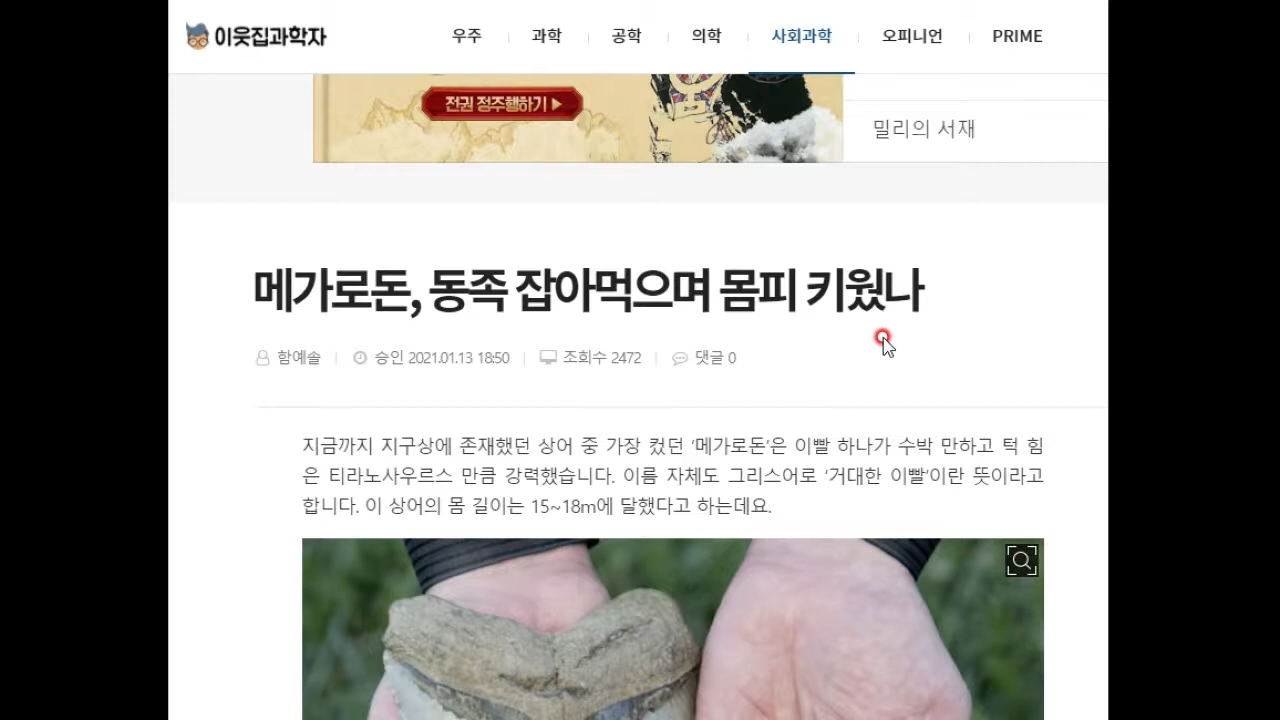 이웃집과학자
우주 과학 공학 의학 사회과학 오피니언 PRIME
전권 정주행하기
밀리의 서재
메가로돈, 동족 잡아먹으며 몸피 키웠나
함예솔 승인 2021.01.13 18:50 조회수 2472 댓글 0
지금까지 지구상에 존재했던 상어 중 가장 컸던 ‘메가로돈’은 이빨 하나가 수박 만하고 턱 힘
은 티라노사우르스 만큼 강력했습니다. 이름 자체도 그리스어로 ‘거대한 이빨’이란 뜻이라고
합니다. 이 상어의 몸 길이는 15~18m에 달했다고 하는데요.